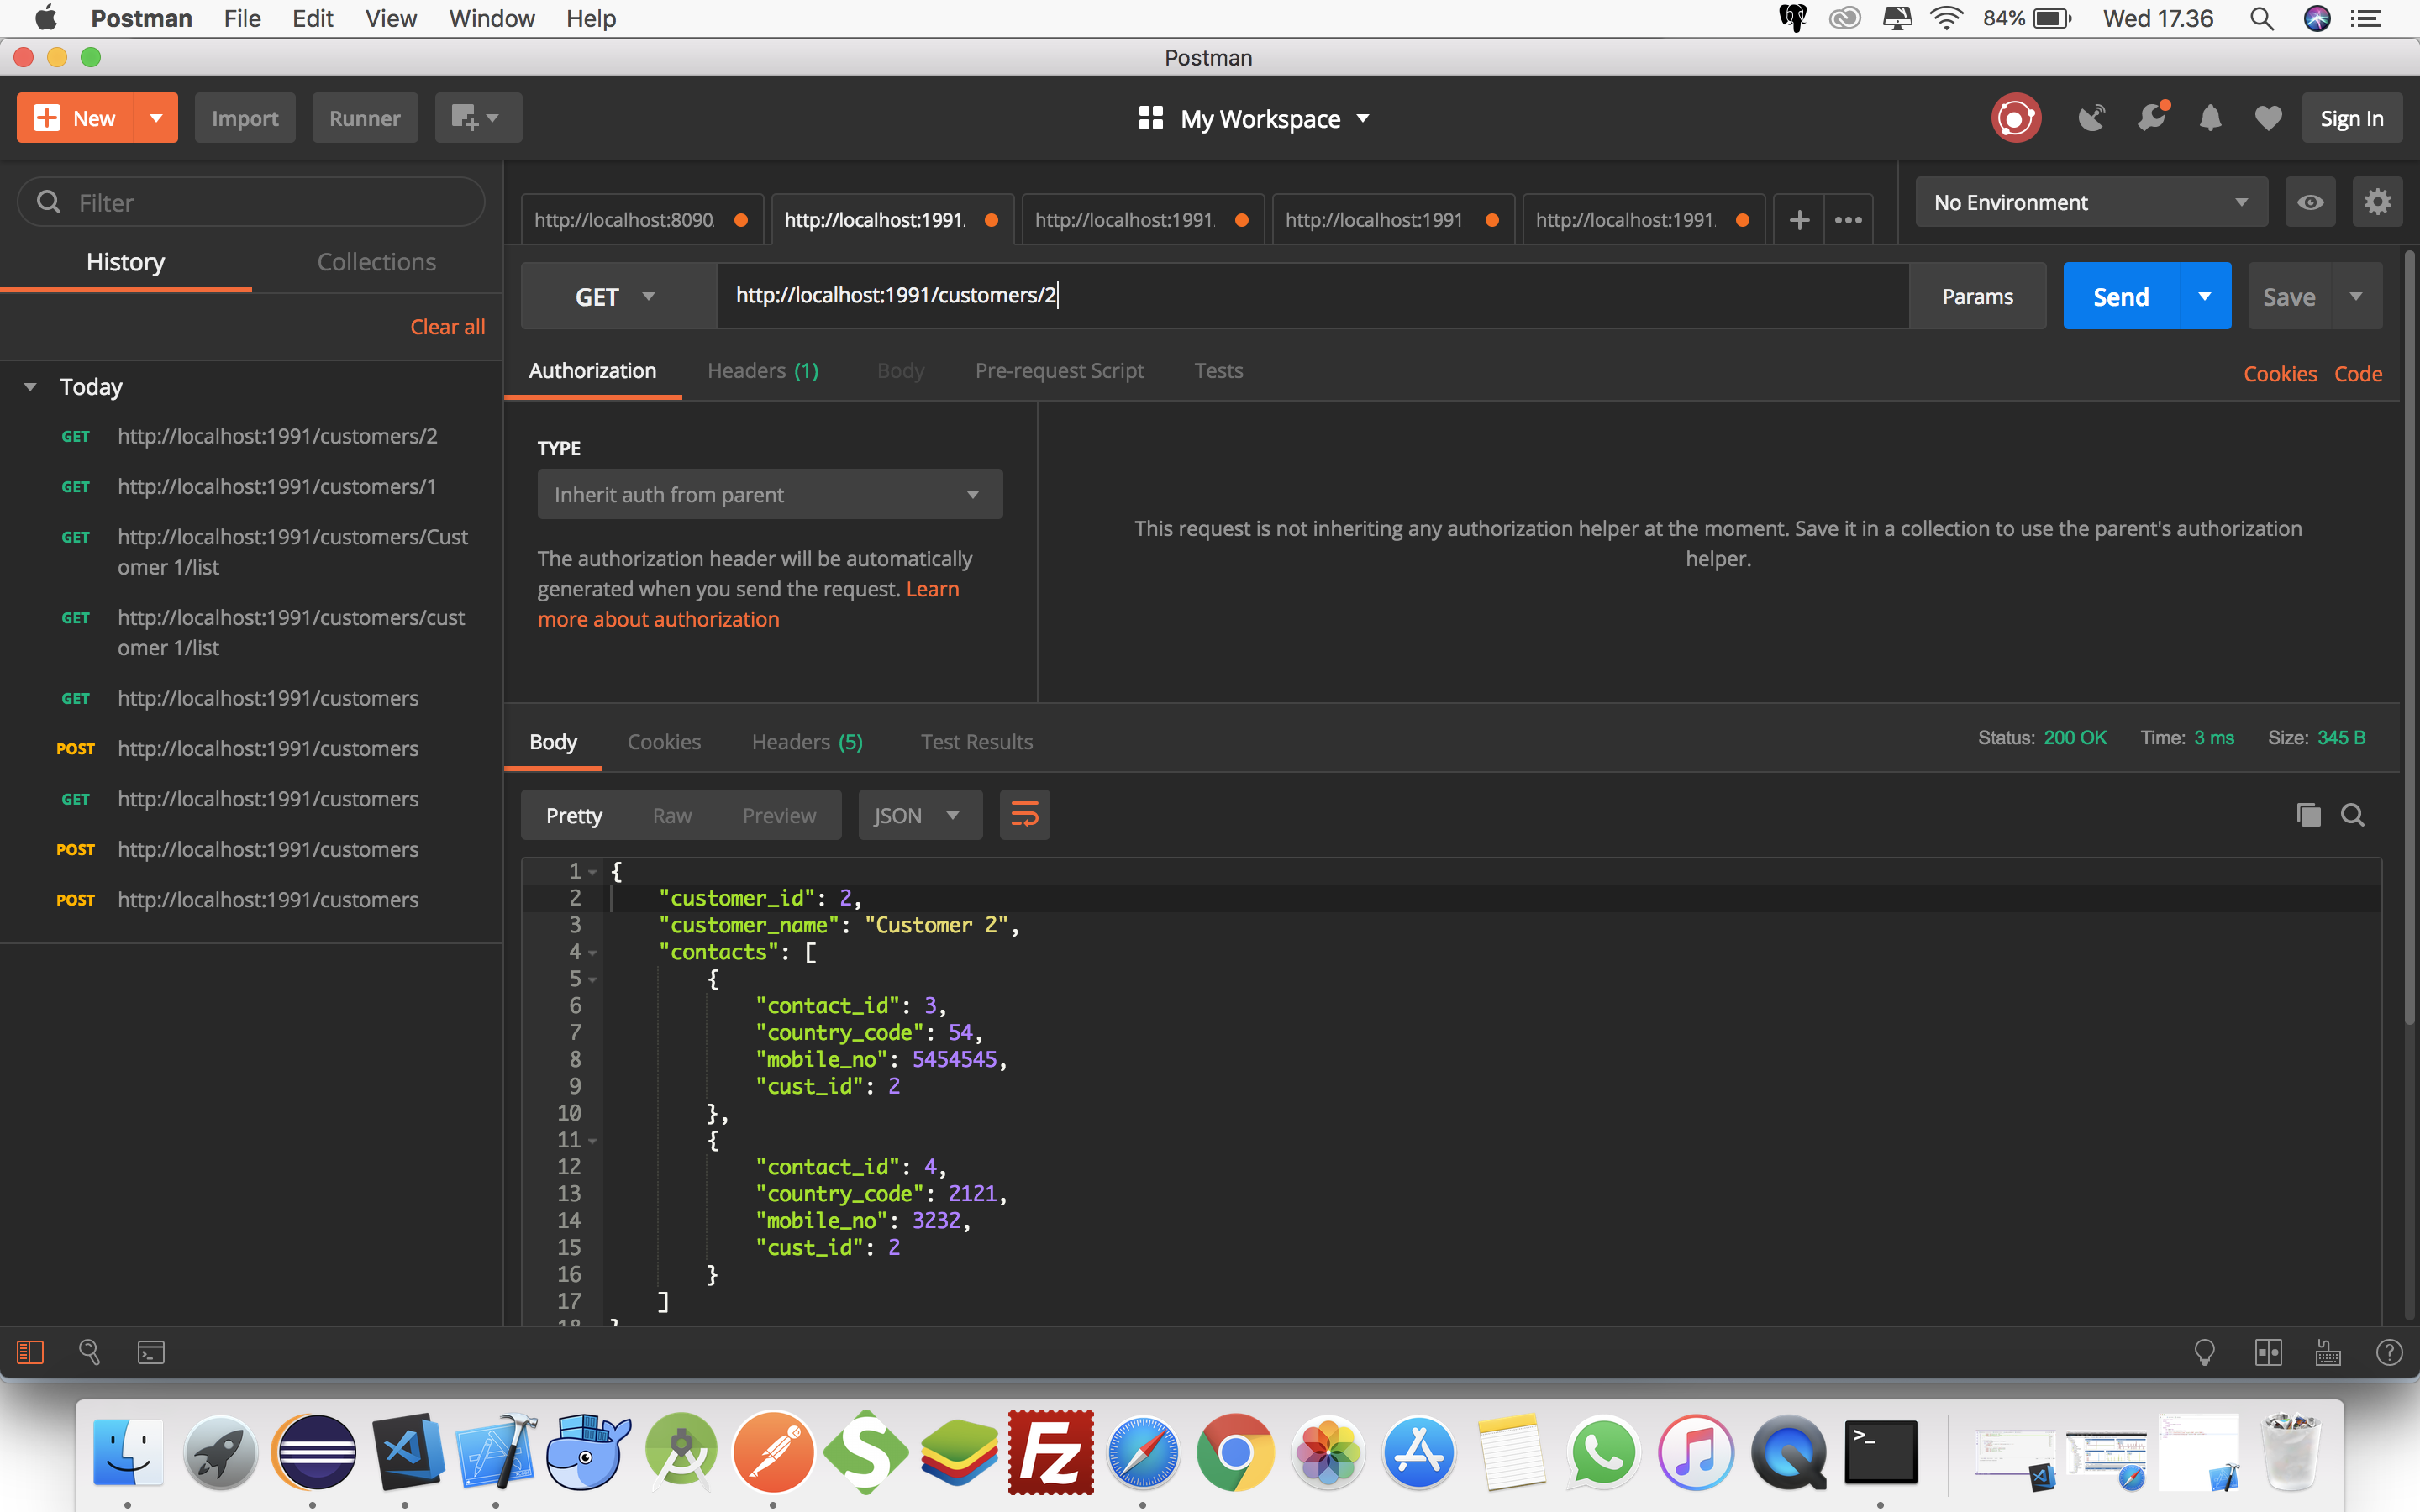 Postman File Edit View Window Help 84% Wed 17.36
Postman
New Import Runner My Workspace Sign In
Filter
History Collections
Clear all
Today
GET http://localhost:1991/customers/2
GET http://localhost:1991/customers/1
GET http://localhost:1991/customers/Cust
omer 1/list
GET http://localhost:1991/customers/cust
omer 1/list
GET http://localhost:1991/customers
POST http://localhost:1991/customers
GET http://localhost:1991/customers
POST http://localhost:1991/customers
POST http://localhost:1991/customers
http://localhost:8090 http://localhost:1991. http://localhost:1991. http://localhost:1991. http://localhost:1991. No Environment
GET http://localhost:1991/customers/2 Params Send Save
Authorization Headers (1) Body Pre-request Script Tests Cookies Code
TYPE
Inherit auth from parent
The authorization header will be automatically
generated when you send the request. Learn
more about authorization
This request is not inheriting any authorization helper at the moment. Save it in a collection to use the parent's authorization
helper.
Body Cookies Headers (5) Test Results Status: 200 OK Time: 3 ms Size: 345 B
Pretty Raw Preview JSON
1 {
2 "customer_id": 2,
3 "customer_name": "Customer 2",
4 "contacts": [
5 {
6 "contact_id": 3,
7 "country_code": 54,
8 "mobile_no": 5454545,
9 "cust_id": 2
10 },
11 {
12 "contact_id": 4,
13 "country_code": 2121,
14 "mobile_no": 3232,
15 "cust_id": 2
16 }
17 ]
18 }
S Fz >_